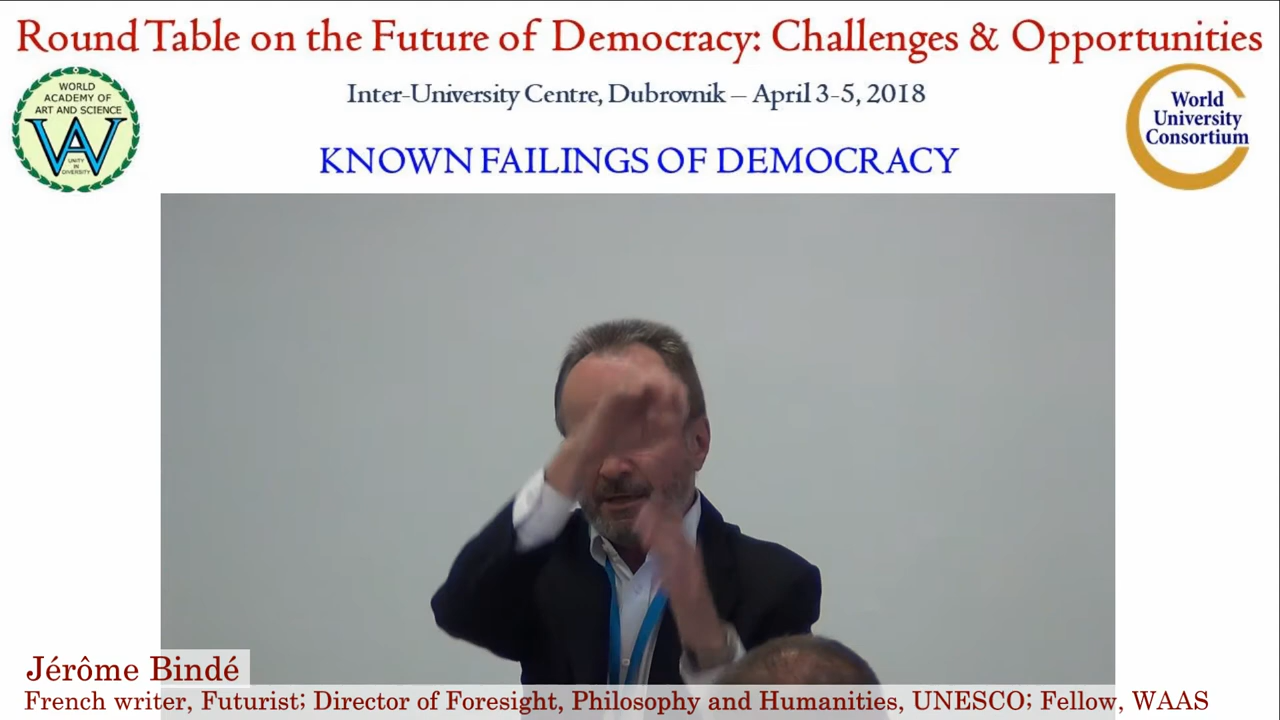 Round Table on the Future of Democracy: Challenges & Opportunities
Inter-University Centre, Dubrovnik – April 3-5, 2018
KNOWN FAILINGS OF DEMOCRACY
WORLD
ACADEMY OF
ART AND SCIENCE
WA
UNITY
IN
DIVERSITY
World
University
Consortium
Jérôme Bindé
French writer, Futurist; Director of Foresight, Philosophy and Humanities, UNESCO; Fellow, WAAS